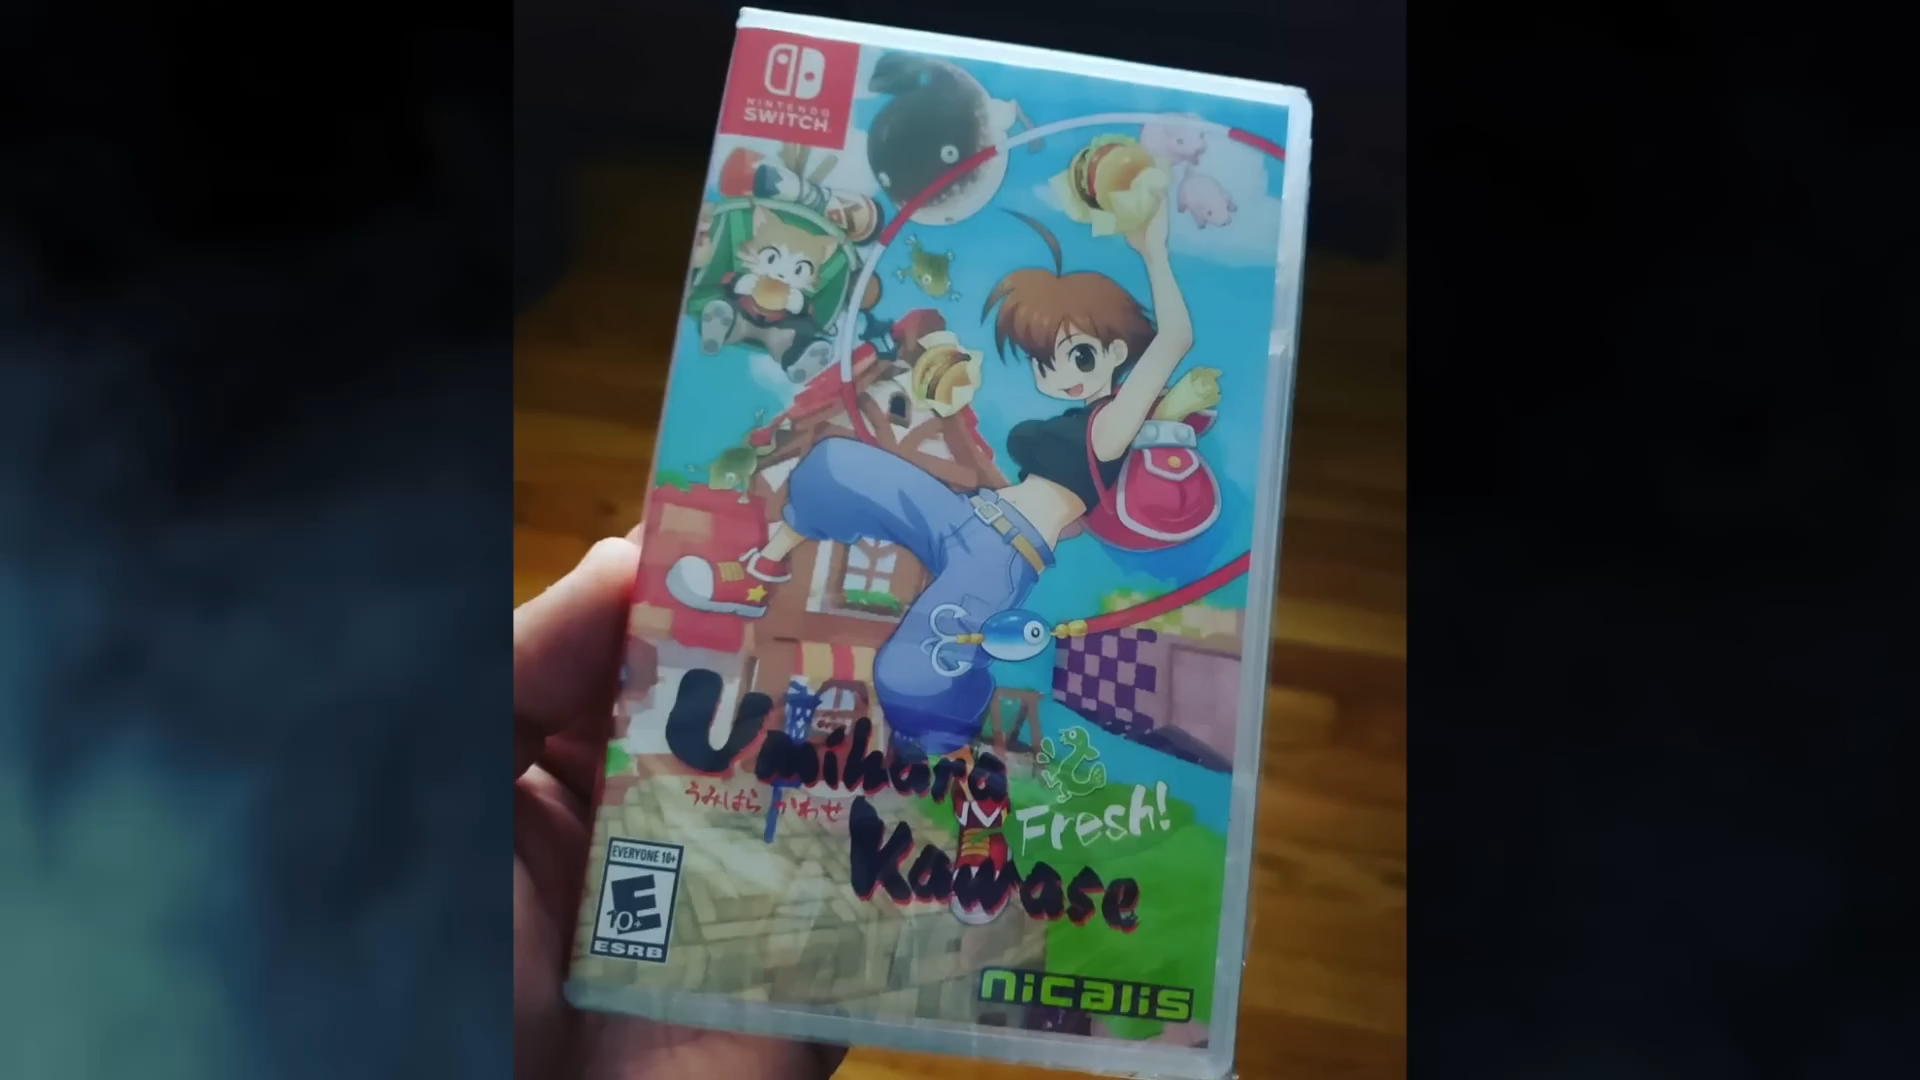 NINTENDO
SWITCH
Umihara
うみはらかわせ
Fresh!
Kawase
EVERYONE 10+
E
10+
ESRB
nicalis